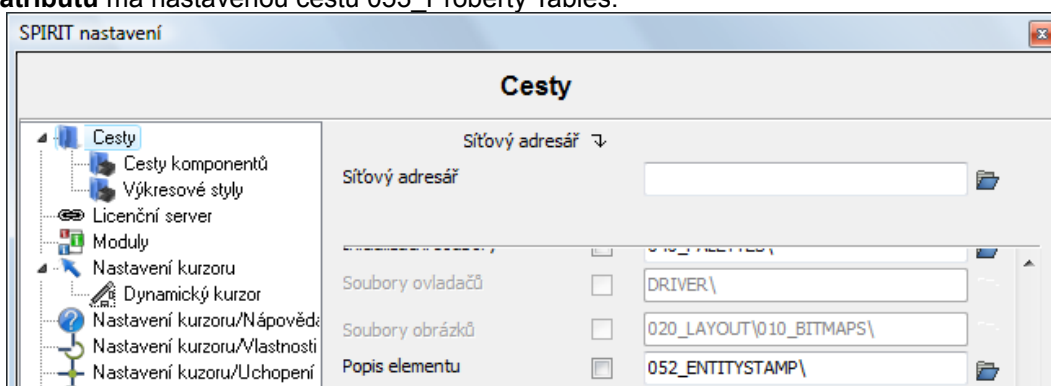 atributu má nastavenou cestu 055_Proberty Tables.
SPIRIT nastavení
Cesty
Cesty
Cesty komponentů
Výkresové styly
Licenční server
Moduly
Nastavení kurzoru
Dynamický kurzor
Nastavení kurzoru/Nápověda
Nastavení kurzoru/Vlastnosti
Nastavení kuzoru/Uchopení
Síťový adresář
Síťový adresář
Soubory ovladačů DRIVER\
Soubory obrázků 020_LAYOUT\010_BITMAPS\
Popis elementu 052_ENTITYSTAMP\